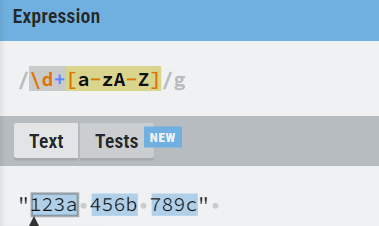 Expression
/\d+[a-zA-Z]/g
Text Tests NEW
"123a 456b 789c"